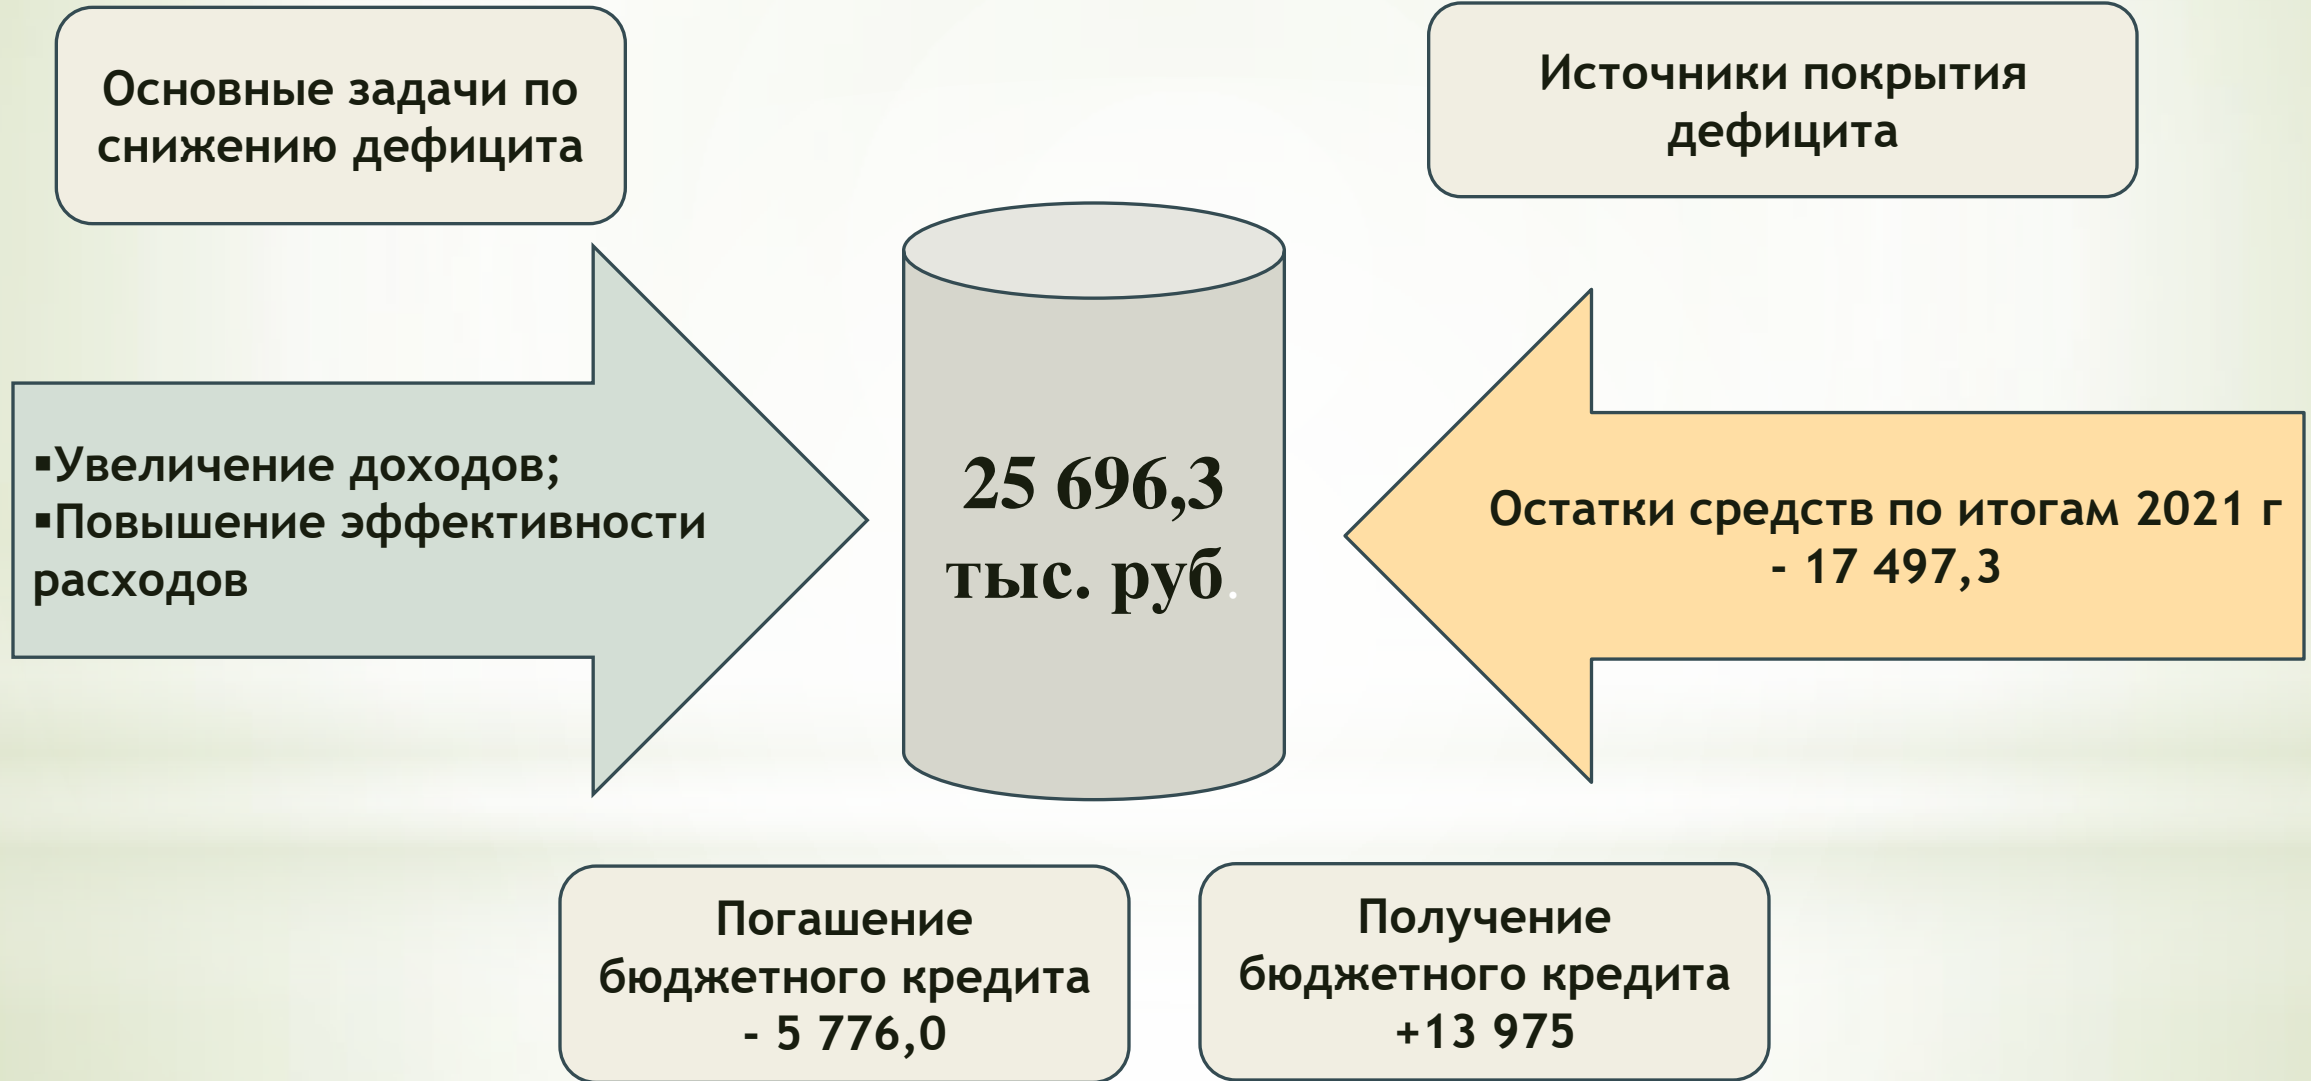 Основные задачи по
снижению дефицита
Источники покрытия
дефицита
▪Увеличение доходов;
▪Повышение эффективности
расходов
25 696,3
тыс. руб.
Остатки средств по итогам 2021 г
- 17 497,3
Погашение
бюджетного кредита
- 5 776,0
Получение
бюджетного кредита
+13 975